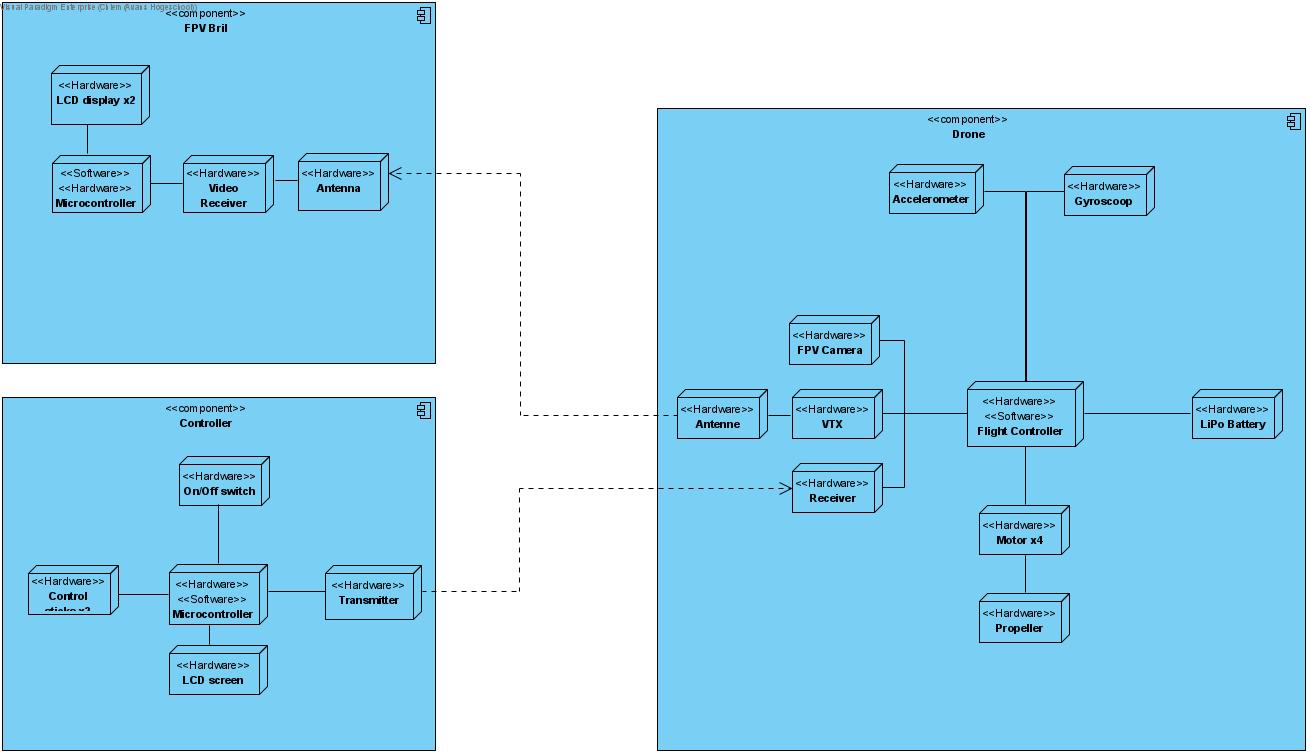 Visual Paradigm Enterprise (Chiem (Avans Hogeschool))
<<component>>
FPV Bril
<<Hardware>>
LCD display x2
<<Software>>
<<Hardware>>
Microcontroller
<<Hardware>>
Video
Receiver
<<Hardware>>
Antenna
<<component>>
Controller
<<Hardware>>
On/Off switch
<<Hardware>>
Control
<<Hardware>>
<<Software>>
Microcontroller
<<Hardware>>
Transmitter
<<Hardware>>
LCD screen
<<component>>
Drone
<<Hardware>>
Accelerometer
<<Hardware>>
Gyroscoop
<<Hardware>>
FPV Camera
<<Hardware>>
Antenne
<<Hardware>>
VTX
<<Hardware>>
Receiver
<<Hardware>>
<<Software>>
Flight Controller
<<Hardware>>
LiPo Battery
<<Hardware>>
Motor x4
<<Hardware>>
Propeller